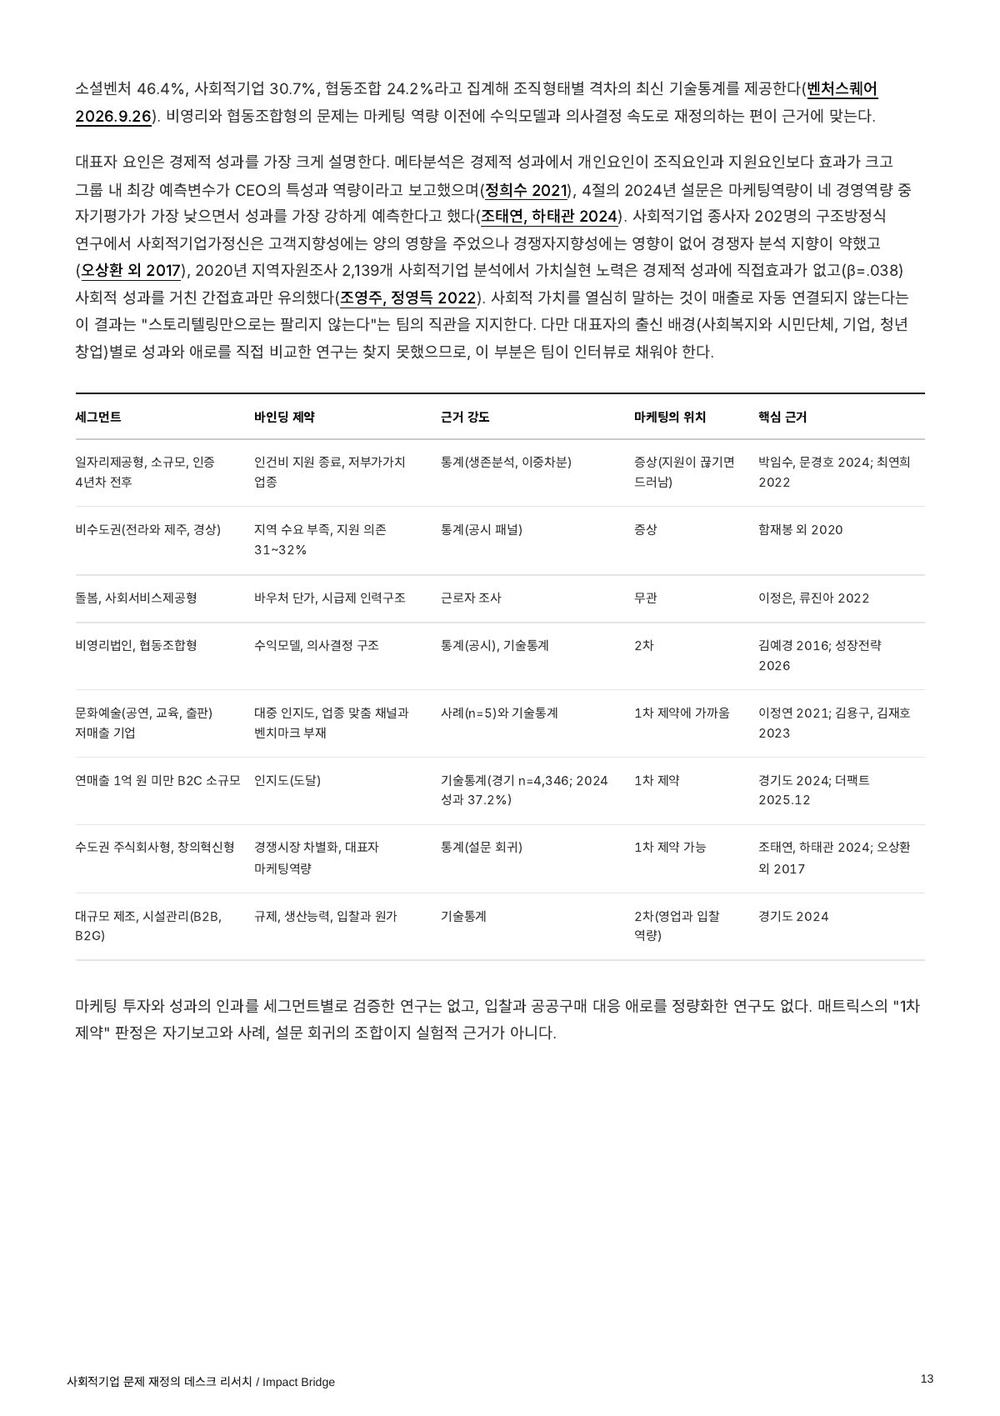 소셜벤처 46.4%, 사회적기업 30.7%, 협동조합 24.2%라고 집계해 조직형태별 격차의 최신 기술통계를 제공한다(벤처스퀘어
2026.9.26). 비영리와 협동조합형의 문제는 마케팅 역량 이전에 수익모델과 의사결정 속도로 재정의하는 편이 근거에 맞는다.
대표자 요인은 경제적 성과를 가장 크게 설명한다. 메타분석은 경제적 성과에서 개인요인이 조직요인과 지원요인보다 효과가 크고
그룹 내 최강 예측변수가 CEO의 특성과 역량이라고 보고했으며(정희수 2021), 4절의 2024년 설문은 마케팅역량이 네 경영역량 중
자기평가가 가장 낮으면서 성과를 가장 강하게 예측한다고 했다(조태연, 하태관 2024). 사회적기업 종사자 202명의 구조방정식
연구에서 사회적기업가정신은 고객지향성에는 양의 영향을 주었으나 경쟁자지향성에는 영향이 없어 경쟁자 분석 지향이 약했고
(오상환 외 2017), 2020년 지역자원조사 2,139개 사회적기업 분석에서 가치실현 노력은 경제적 성과에 직접효과가 없고(β=.038)
사회적 성과를 거친 간접효과만 유의했다(조영주, 정영득 2022). 사회적 가치를 열심히 말하는 것이 매출로 자동 연결되지 않는다는
이 결과는 "스토리텔링만으로는 팔리지 않는다"는 팀의 직관을 지지한다. 다만 대표자의 출신 배경(사회복지와 시민단체, 기업, 청년
창업)별로 성과와 애로를 직접 비교한 연구는 찾지 못했으므로, 이 부분은 팀이 인터뷰로 채워야 한다.
세그먼트 바인딩 제약 근거 강도 마케팅의 위치 핵심 근거
일자리제공형, 소규모, 인증 인건비 지원 종료, 저부가가치 통계(생존분석, 이중차분) 증상(지원이 끊기면 박임수, 문경호 2024; 최연희
4년차 전후 업종 드러남) 2022
비수도권(전라와 제주, 경상) 지역 수요 부족, 지원 의존 통계(공시 패널) 증상 함재봉 외 2020
31~32%
돌봄, 사회서비스제공형 바우처 단가, 시급제 인력구조 근로자 조사 무관 이정은, 류진아 2022
비영리법인, 협동조합형 수익모델, 의사결정 구조 통계(공시), 기술통계 2차 김예경 2016; 성장전략
2026
문화예술(공연, 교육, 출판) 대중 인지도, 업종 맞춤 채널과 사례(n=5)와 기술통계 1차 제약에 가까움 이정연 2021; 김용구, 김재호
저매출 기업 벤치마크 부재 2023
연매출 1억 원 미만 B2C 소규모 인지도(도달) 기술통계(경기 n=4,346; 2024 1차 제약 경기도 2024; 더팩트
성과 37.2%) 2025.12
수도권 주식회사형, 창의혁신형 경쟁시장 차별화, 대표자 통계(설문 회귀) 1차 제약 가능 조태연, 하태관 2024; 오상환
마케팅역량 외 2017
대규모 제조, 시설관리(B2B, 규제, 생산능력, 입찰과 원가 기술통계 2차(영업과 입찰 경기도 2024
B2G) 역량)
마케팅 투자와 성과의 인과를 세그먼트별로 검증한 연구는 없고, 입찰과 공공구매 대응 애로를 정량화한 연구도 없다. 매트릭스의 "1차
제약" 판정은 자기보고와 사례, 설문 회귀의 조합이지 실험적 근거가 아니다.
사회적기업 문제 재정의 데스크 리서치 / Impact Bridge 13